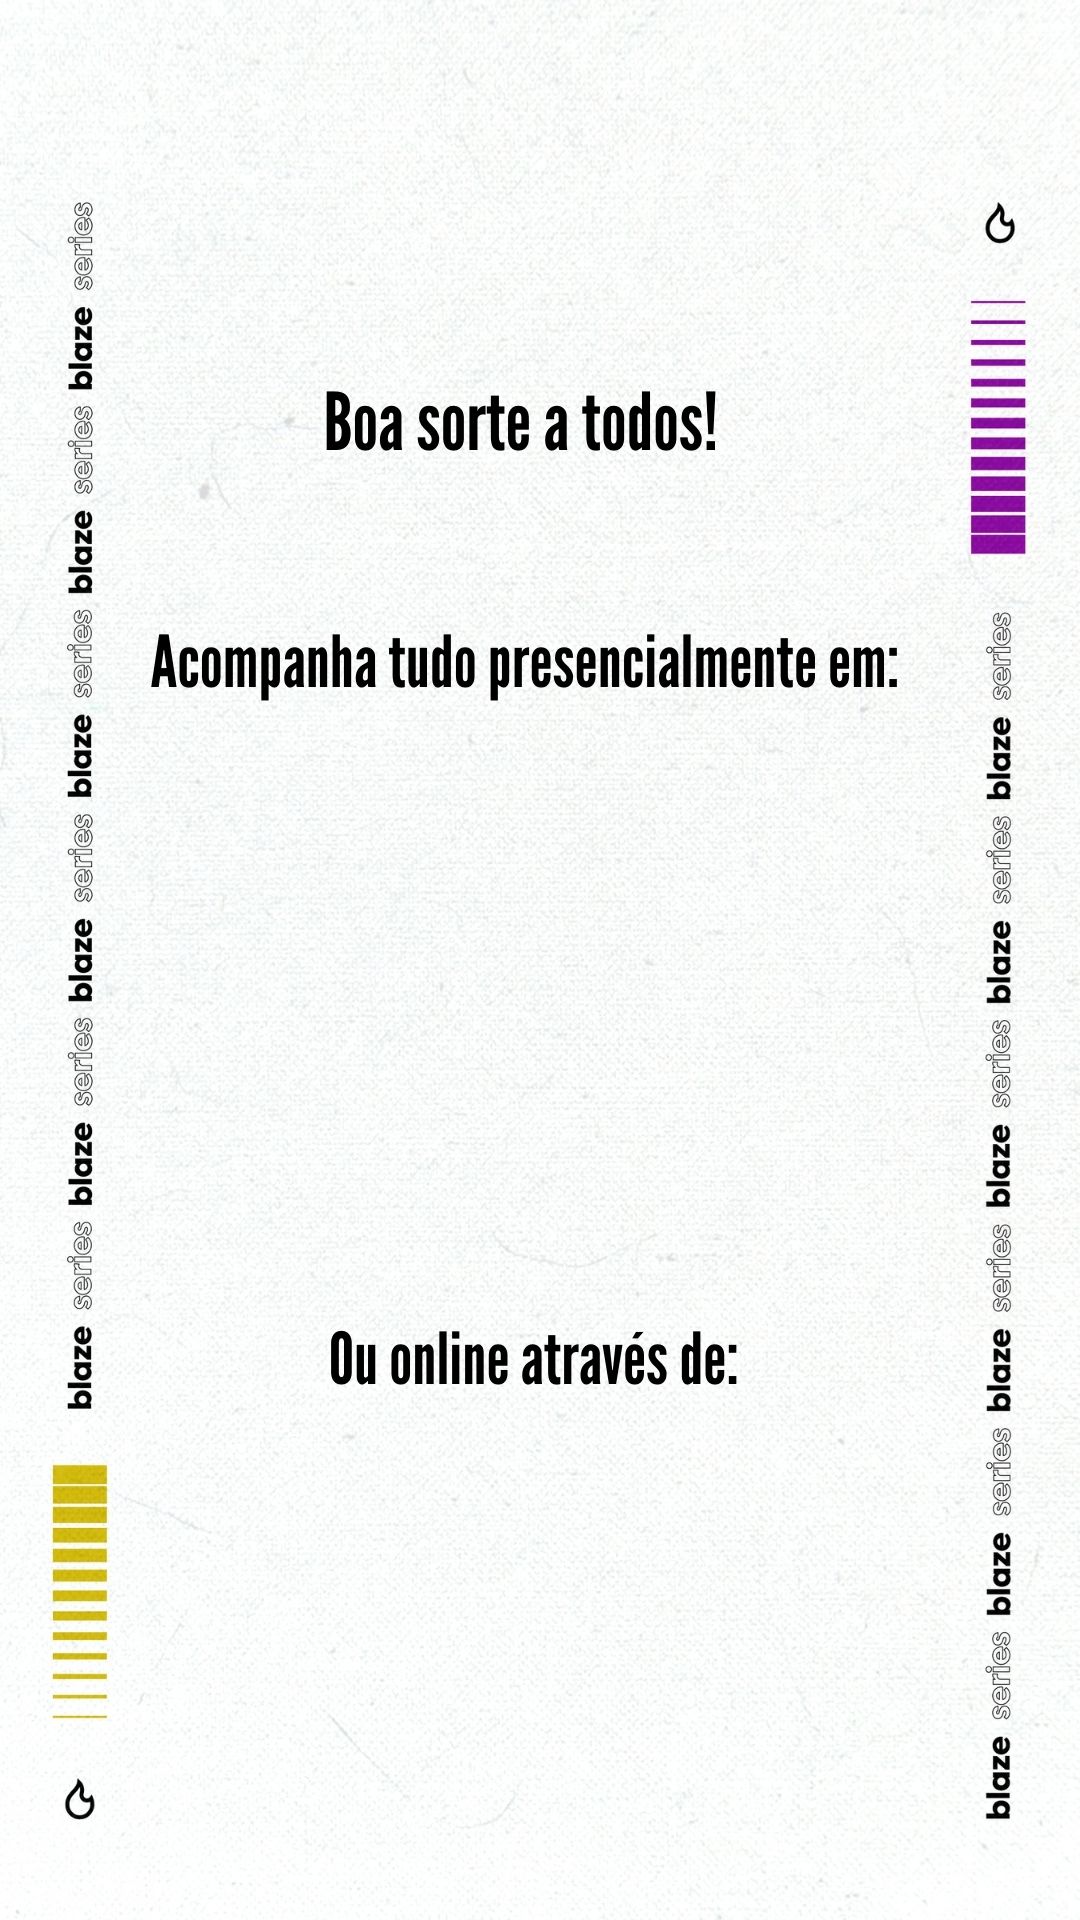 blaze series blaze series blaze series blaze series blaze series blaze series
Boa sorte a todos!
Acompanha tudo presencialmente em:
Ou online através de:
blaze series blaze series blaze series blaze series blaze series blaze series